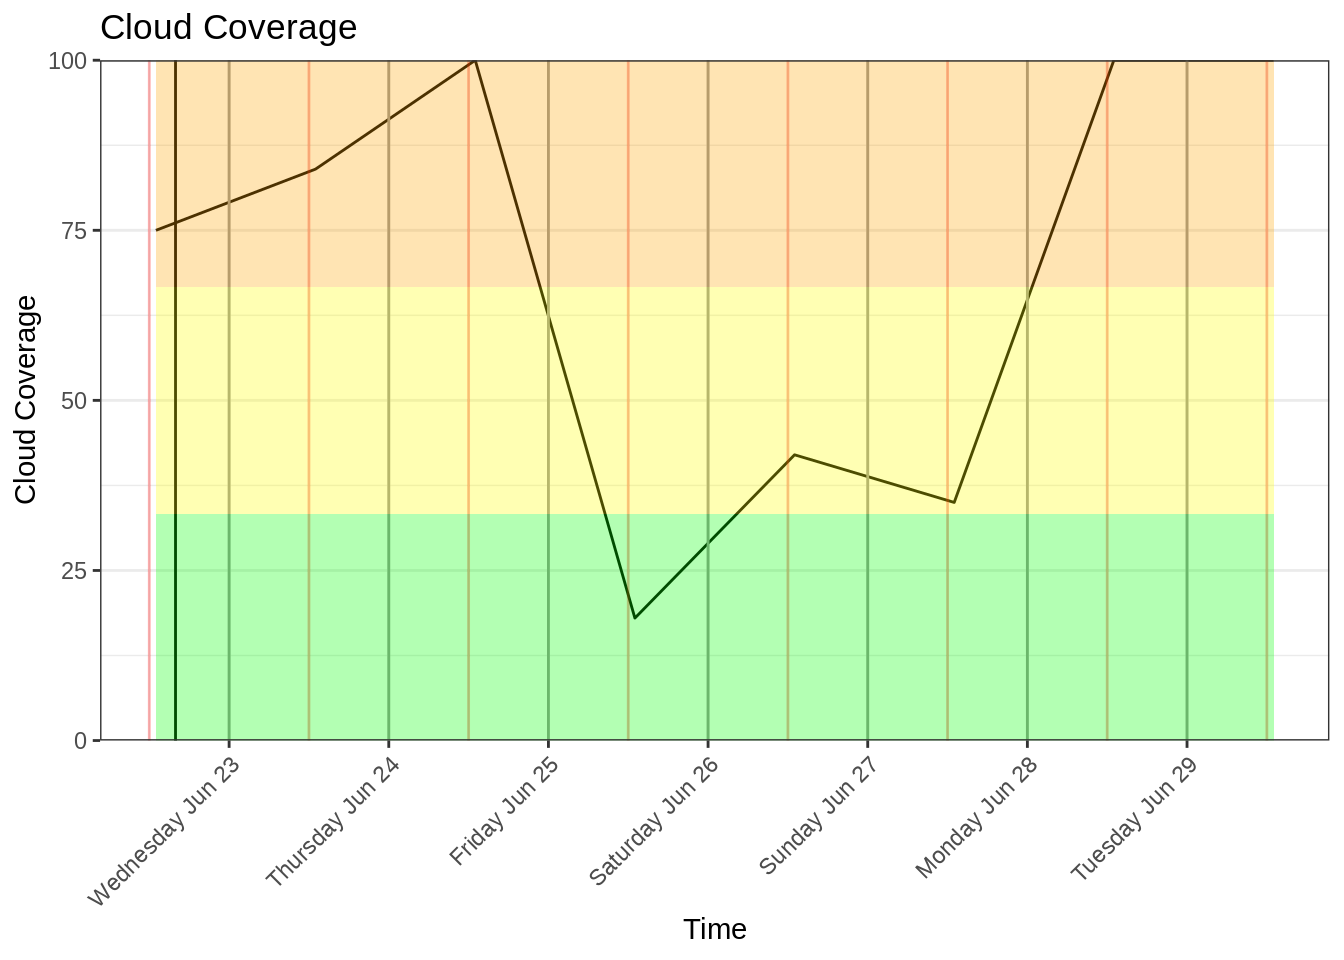 Cloud Coverage
Cloud Coverage
100
75
50
25
0
Wednesday Jun 23
Thursday Jun 24
Friday Jun 25
Saturday Jun 26
Sunday Jun 27
Monday Jun 28
Tuesday Jun 29
Time